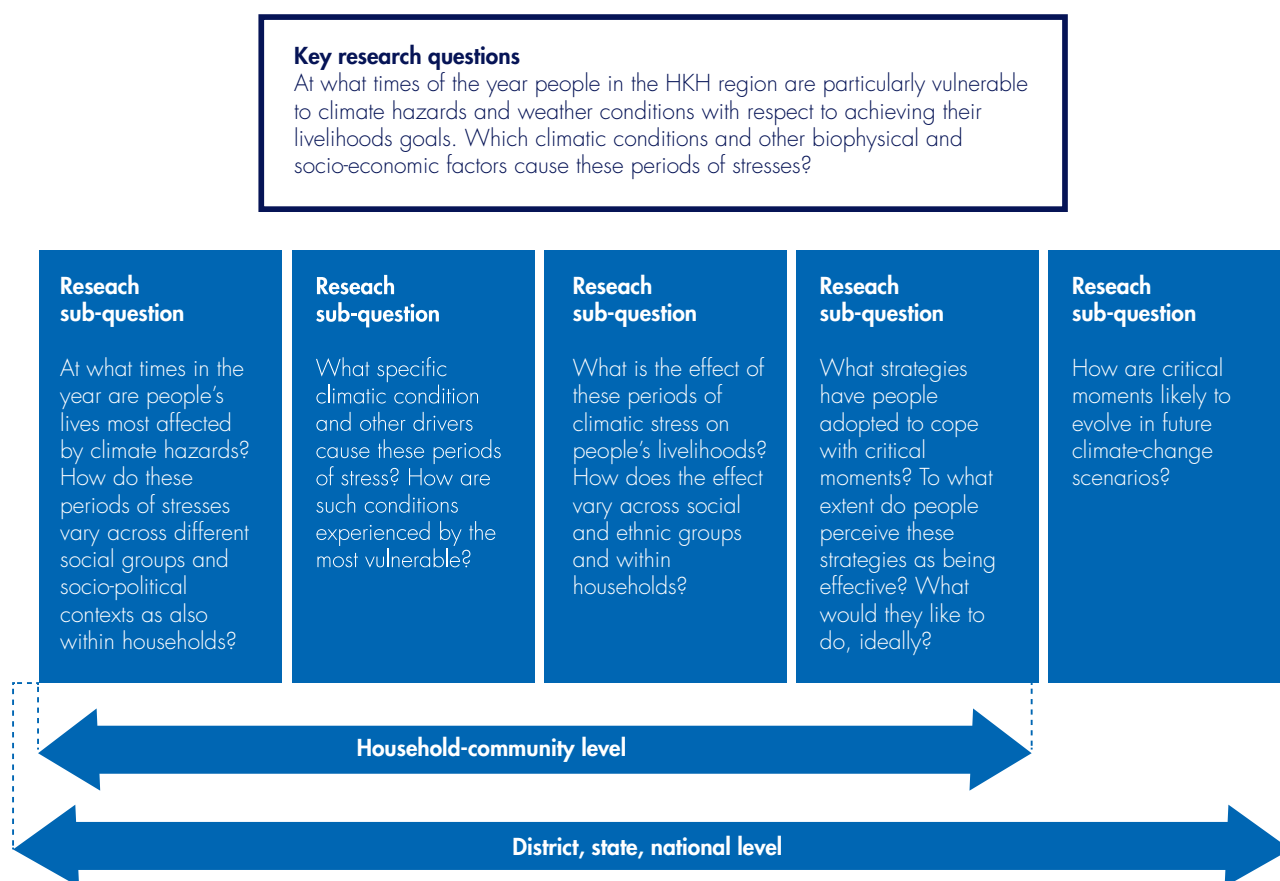 Key research questions
At what times of the year people in the HKH region are particularly vulnerable
to climate hazards and weather conditions with respect to achieving their
livelihoods goals. Which climatic conditions and other biophysical and
socio-economic factors cause these periods of stresses?
Reseach
sub-question
At what times in the
year are people's
lives most affected
by climate hazards?
How do these
periods of stresses
vary across different
social groups and
socio-political
contexts as also
within households?
Reseach
sub-question
What specific
climatic condition
and other drivers
cause these periods
of stress? How are
such conditions
experienced by the
most vulnerable?
Reseach
sub-question
What is the effect of
these periods of
climatic stress on
people's livelihoods?
How does the effect
vary across social
and ethnic groups
and within
households?
Reseach
sub-question
What strategies
have people
adopted to cope
with critical
moments? To what
extent do people
perceive these
strategies as being
effective? What
would they like to
do, ideally?
Reseach
sub-question
How are critical
moments likely to
evolve in future
climate-change
scenarios?
Household-community level
District, state, national level